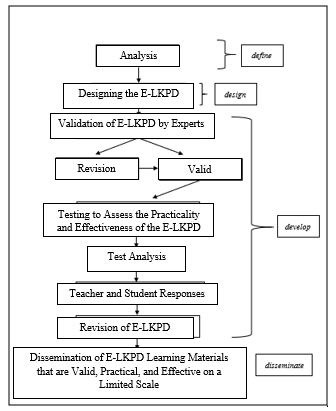 Analysis
define
Designing the E-LKPD
design
Validation of E-LKPD by Experts
Revision
Valid
Testing to Assess the Practicality
and Effectiveness of the E-LKPD
develop
Test Analysis
Teacher and Student Responses
Revision of E-LKPD
Dissemination of E-LKPD Learning Materials
that are Valid, Practical, and Effective on a
Limited Scale
disseminate